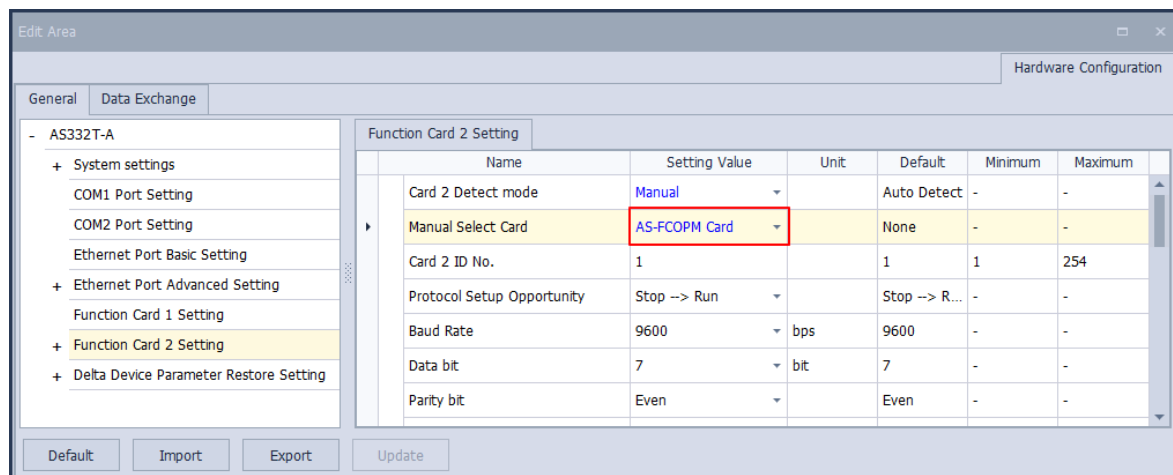 Edit Area
Hardware Configuration
General Data Exchange
- AS332T-A
+ System settings
COM1 Port Setting
COM2 Port Setting
Ethernet Port Basic Setting
+ Ethernet Port Advanced Setting
Function Card 1 Setting
+ Function Card 2 Setting
+ Delta Device Parameter Restore Setting
Function Card 2 Setting
Name Setting Value Unit Default Minimum Maximum
Card 2 Detect mode Manual Auto Detect - -
Manual Select Card AS-FCOPM Card None - -
Card 2 ID No. 1 1 1 254
Protocol Setup Opportunity Stop --> Run Stop --> R... - -
Baud Rate 9600 bps 9600 - -
Data bit 7 bit 7 - -
Parity bit Even Even - -
Default Import Export Update